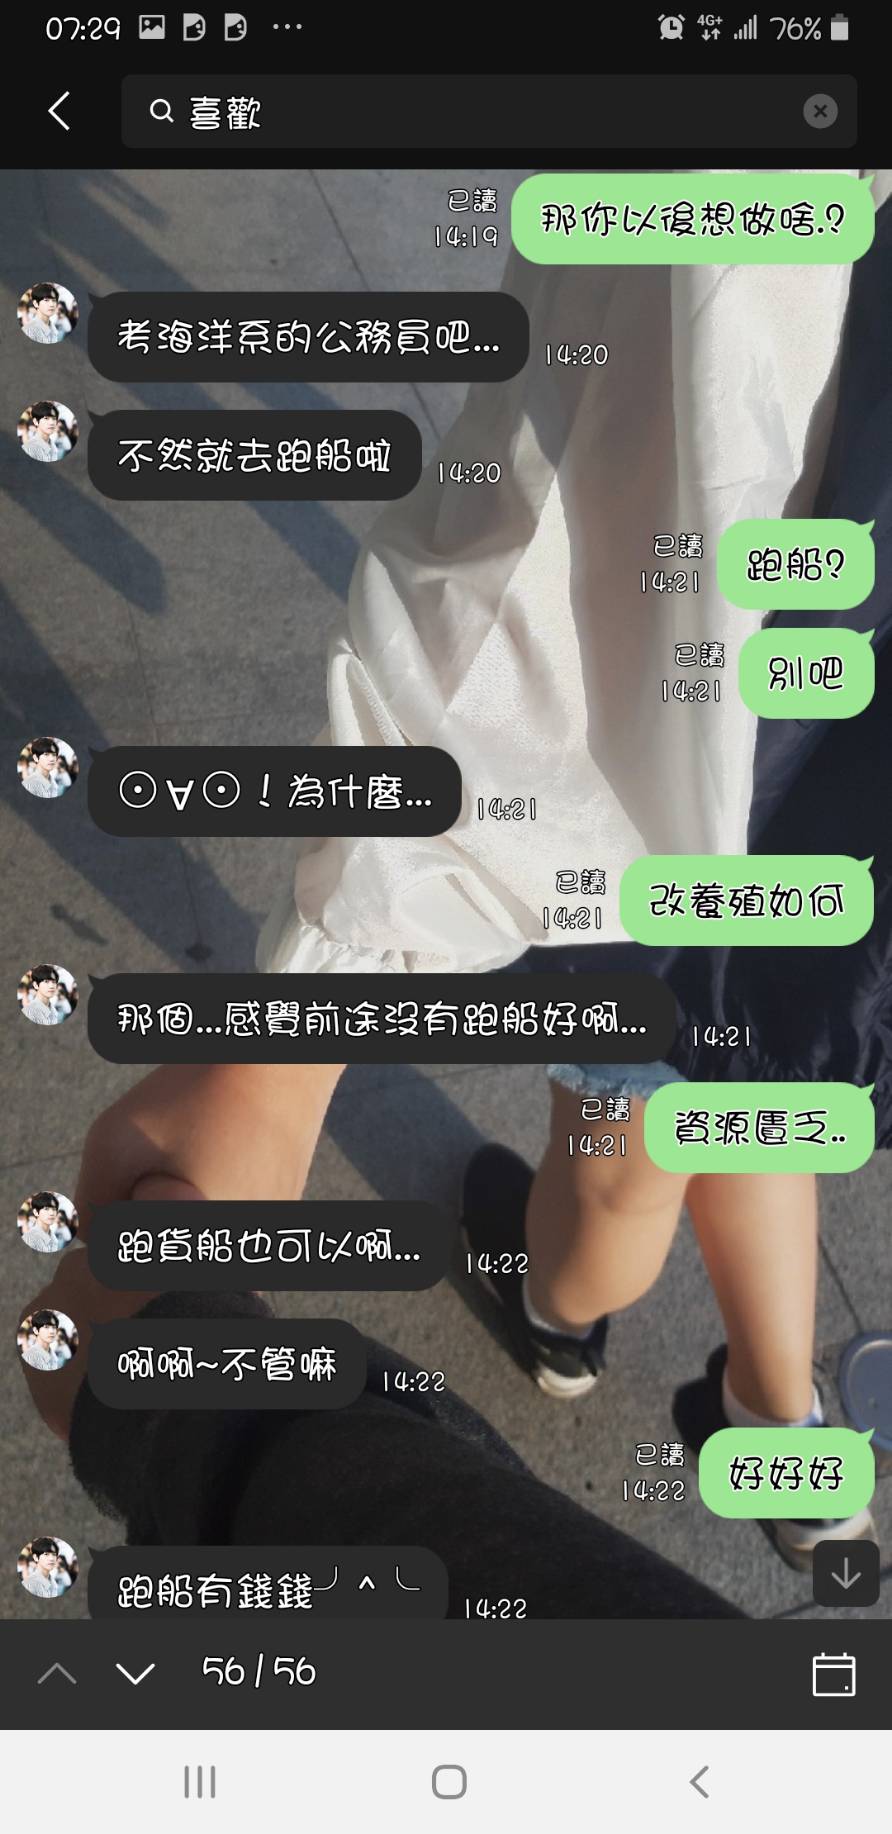 07:29
4G+
76%
喜歡
已讀
14:19
那你以後想做啥.?
考海洋系的公務員吧...
14:20
不然就去跑船啦
14:20
已讀
14:21
跑船?
已讀
14:21
別吧
⊙∀⊙！為什麼...
14:21
已讀
14:21
改養殖如何
那個...感覺前途沒有跑船好啊...
14:21
已讀
14:21
資源匱乏..
跑貨船也可以啊...
14:22
啊啊~不管嘛
14:22
已讀
14:22
好好好
跑船有錢錢╯^╰
14:22
56/56